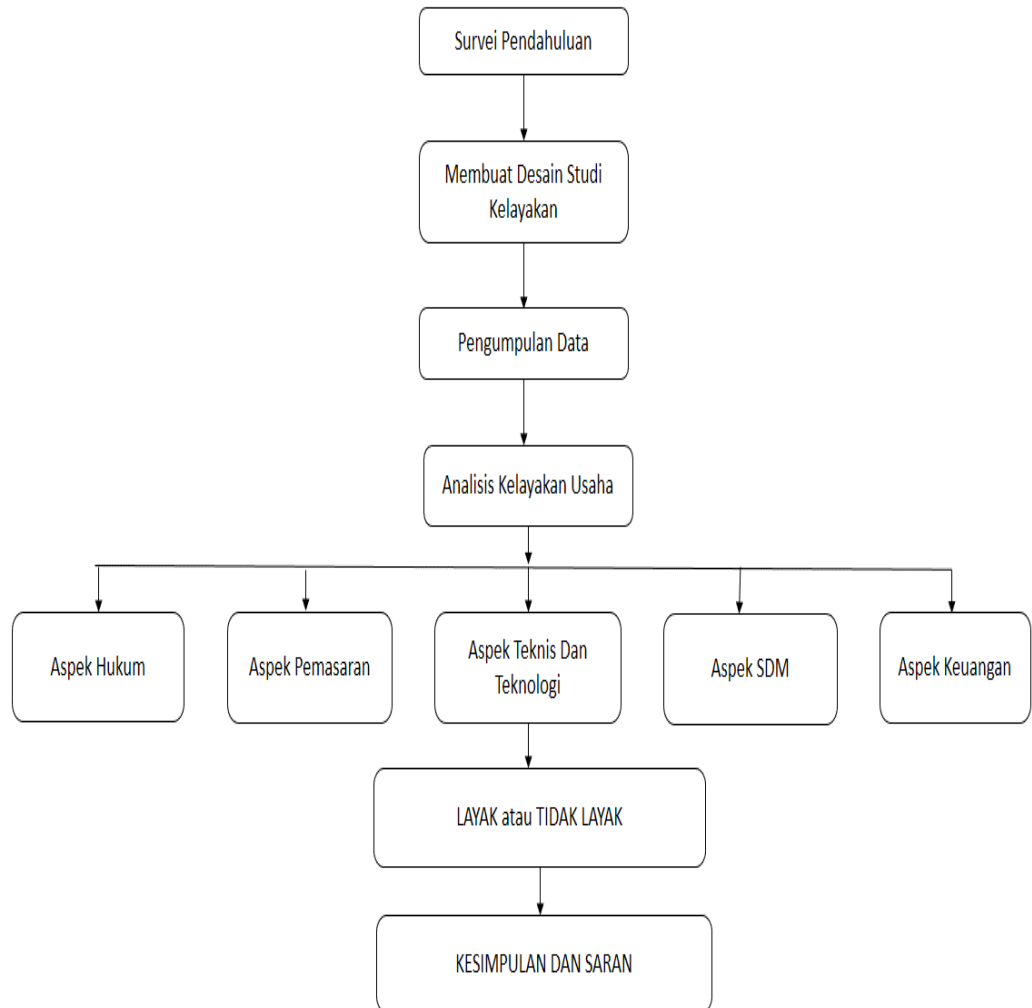 Survei Pendahuluan
Membuat Desain Studi
Kelayakan
Pengumpulan Data
Analisis Kelayakan Usaha
Aspek Hukum
Aspek Pemasaran
Aspek Teknis Dan
Teknologi
Aspek SDM
Aspek Keuangan
LAYAK atau TIDAK LAYAK
KESIMPULAN DAN SARAN